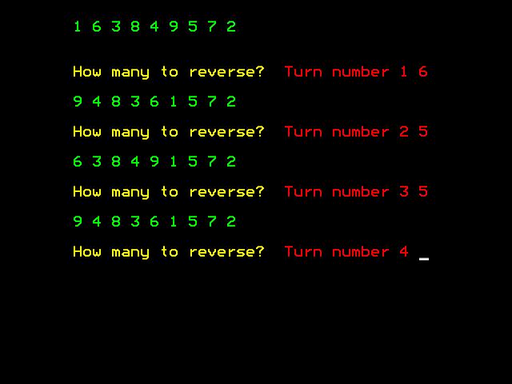 1 6 3 8 4 9 5 7 2
How many to reverse?  Turn number 1 6
9 4 8 3 6 1 5 7 2
How many to reverse?  Turn number 2 5
6 3 8 4 9 1 5 7 2
How many to reverse?  Turn number 3 5
9 4 8 3 6 1 5 7 2
How many to reverse?  Turn number 4 _